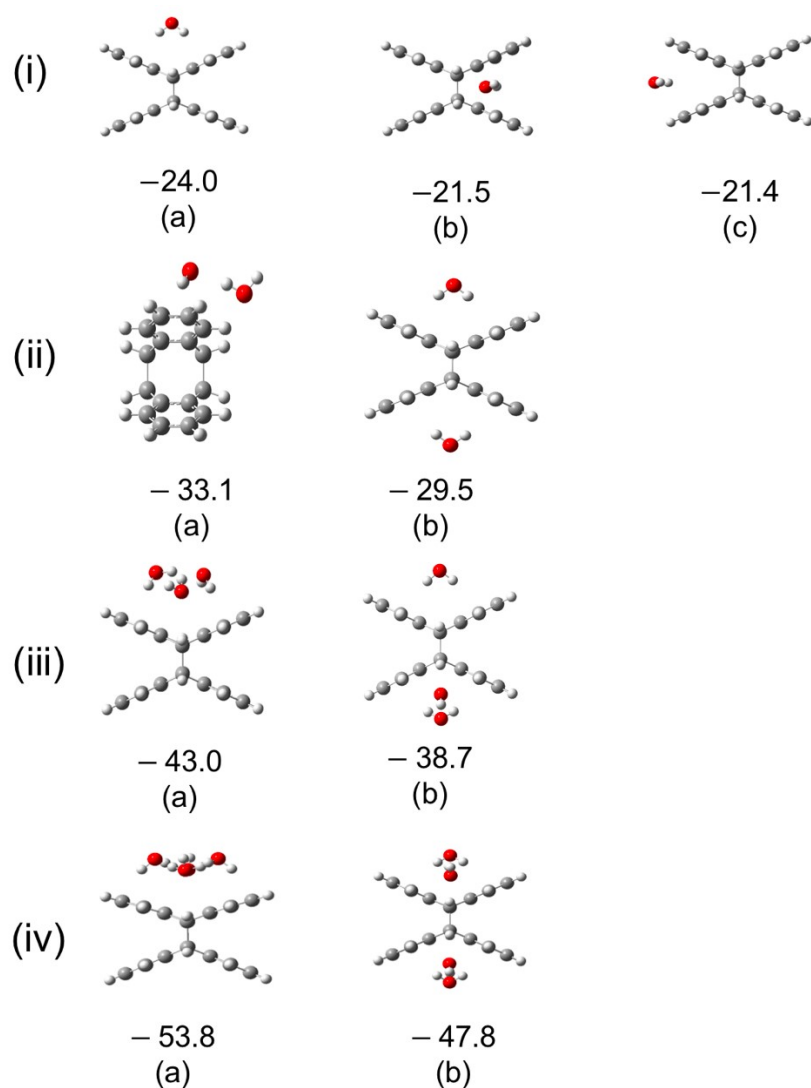 (i)
−24.0 −21.5 −21.4
(a) (b) (c)
(ii)
− 33.1 − 29.5
(a) (b)
(iii)
− 43.0 − 38.7
(a) (b)
(iv)
− 53.8 − 47.8
(a) (b)